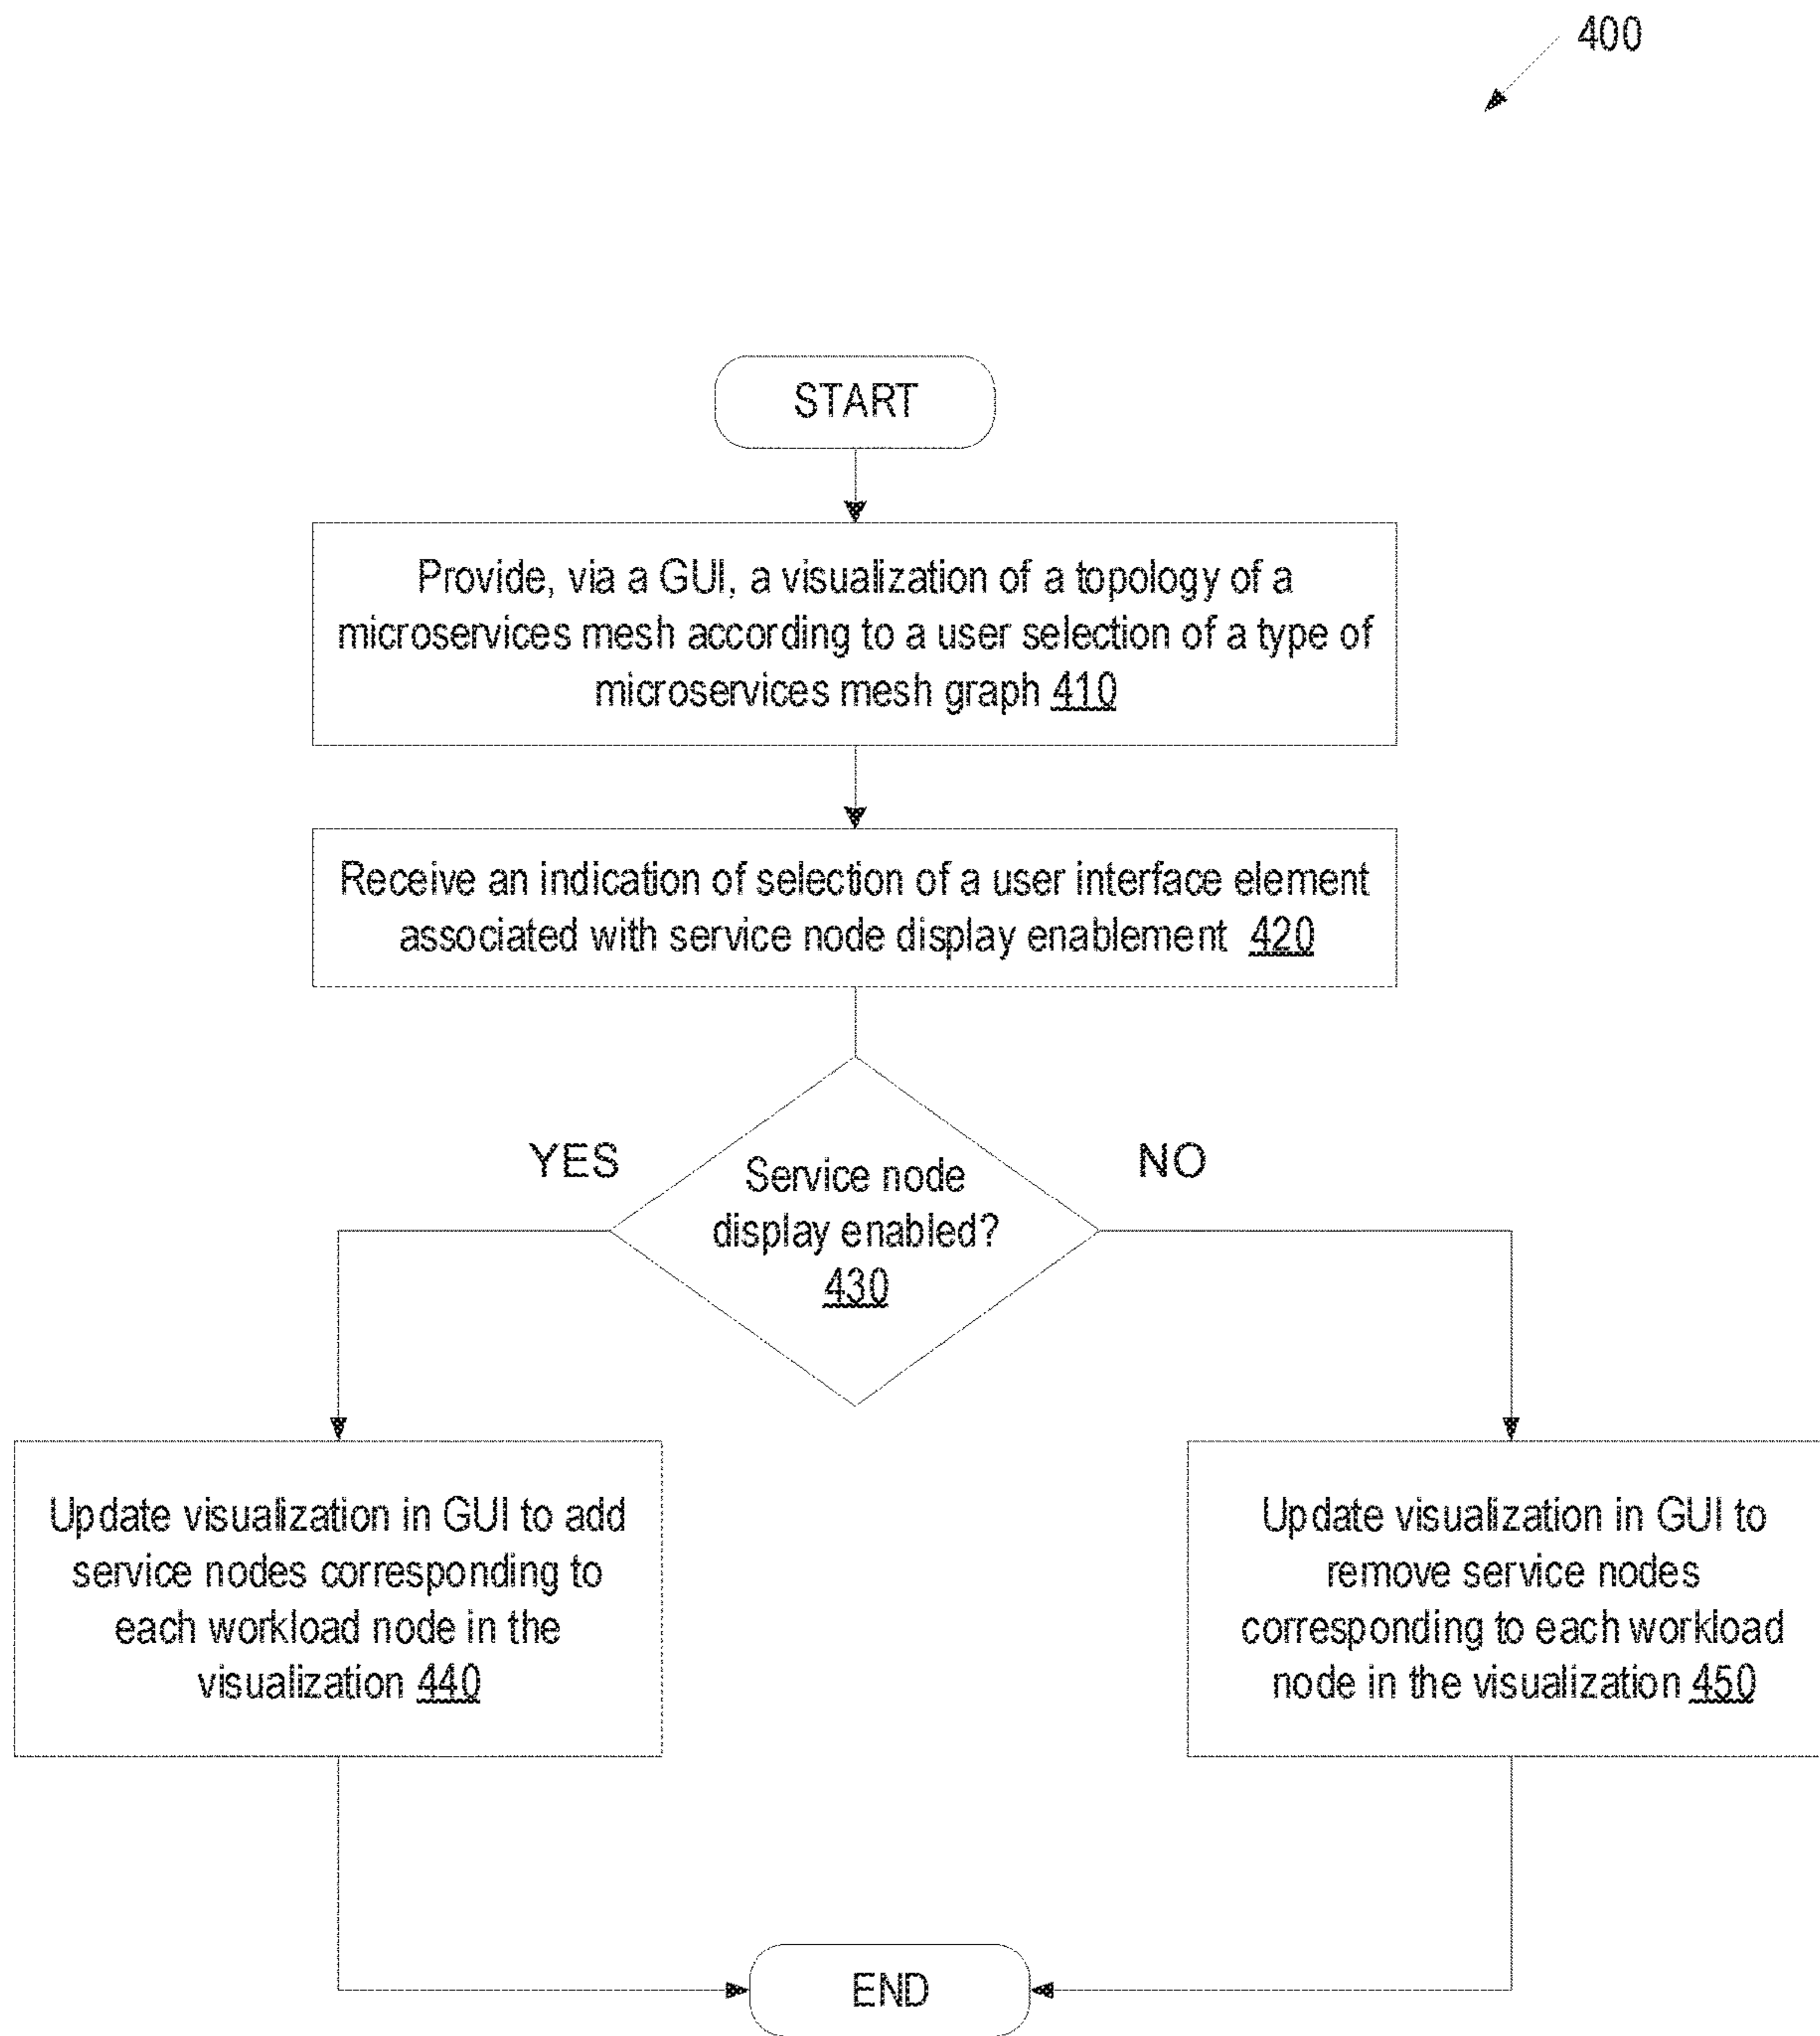 400
START
Provide, via a GUI, a visualization of a topology of a
microservices mesh according to a user selection of a type of
microservices mesh graph 410
Receive an indication of selection of a user interface element
associated with service node display enablement 420
YES
NO
Service node
display enabled?
430
Update visualization in GUI to add
service nodes corresponding to
each workload node in the
visualization 440
Update visualization in GUI to
remove service nodes
corresponding to each workload
node in the visualization 450
END